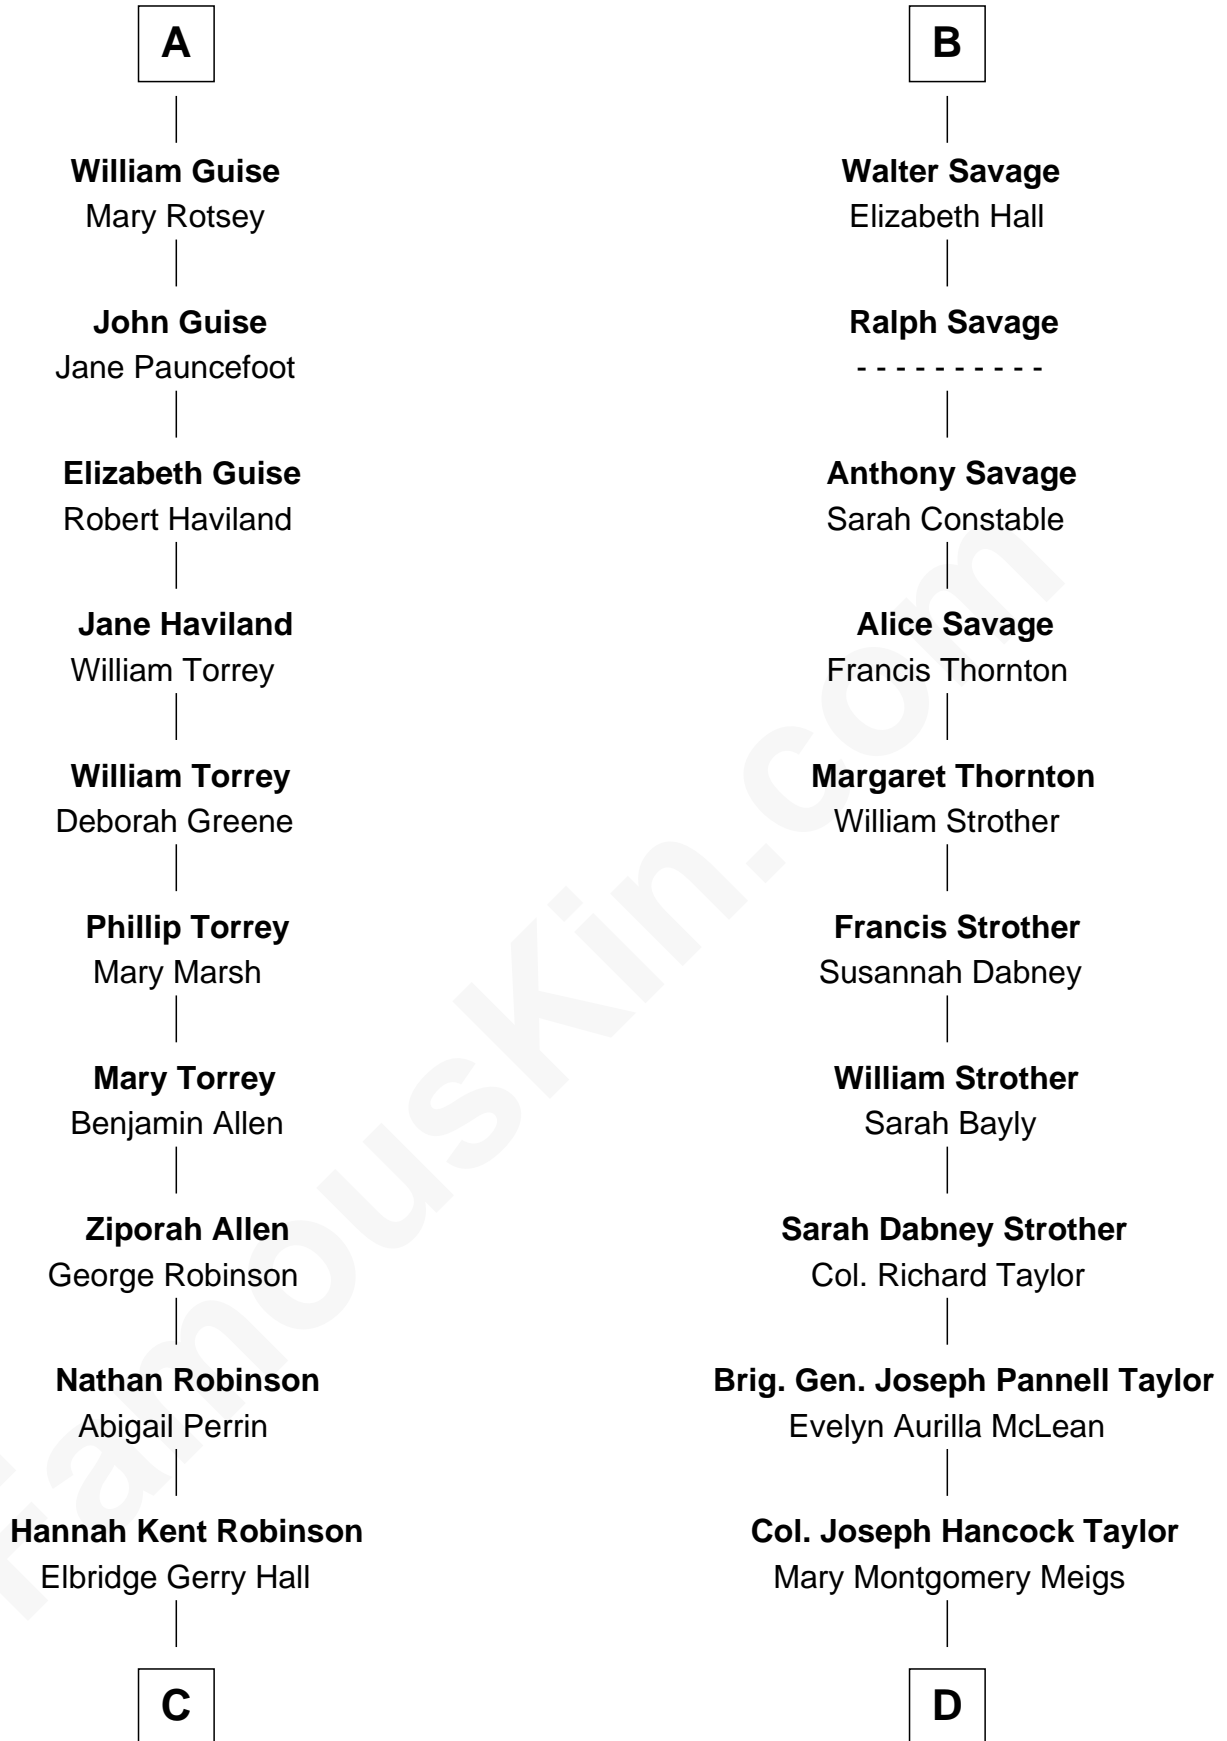 A
William Guise
Mary Rotsey
John Guise
Jane Pauncefoot
Elizabeth Guise
Robert Haviland
Jane Haviland
William Torrey
William Torrey
Deborah Greene
Phillip Torrey
Mary Marsh
Mary Torrey
Benjamin Allen
Ziporah Allen
George Robinson
Nathan Robinson
Abigail Perrin
Hannah Kent Robinson
Elbridge Gerry Hall
C
B
Walter Savage
Elizabeth Hall
Ralph Savage
- - - - - - - - - -
Anthony Savage
Sarah Constable
Alice Savage
Francis Thornton
Margaret Thornton
William Strother
Francis Strother
Susannah Dabney
William Strother
Sarah Bayly
Sarah Dabney Strother
Col. Richard Taylor
Brig. Gen. Joseph Pannell Taylor
Evelyn Aurilla McLean
Col. Joseph Hancock Taylor
Mary Montgomery Meigs
D
FamousKin.com